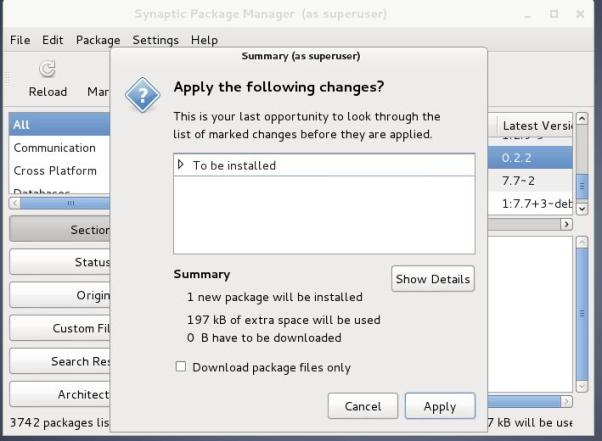 Synaptic Package Manager (as superuser)
File Edit Package Settings Help
Summary (as superuser)
Reload Mar
Apply the following changes?
This is your last opportunity to look through the
list of marked changes before they are applied.
To be installed
All
Communication
Cross Platform
Databases
Latest Versi
0.2.2
7.7~2
1:7.7+3~deb
Section
Status
Origin
Custom Fil
Search Res
Architect
Summary
Show Details
1 new package will be installed
197 kB of extra space will be used
0 B have to be downloaded
Download package files only
Cancel Apply
3742 packages lis
7 kB will be use